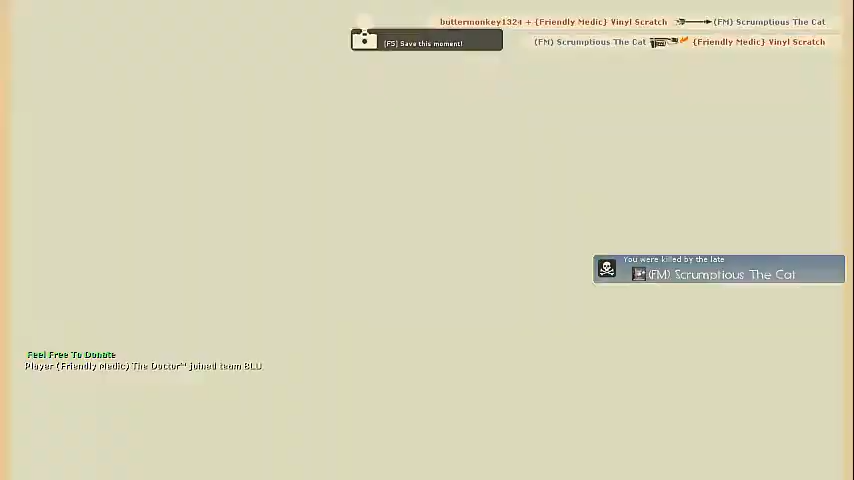 buttermonkey1324 + {Friendly Medic} Vinyl Scratch (FM) Scrumptious The Cat
[F5] Save this moment!
(FM) Scrumptious The Cat {Friendly Medic} Vinyl Scratch
You were killed by the late
(FM) Scrumptious The Cat
Feel Free To Donate
Player {Friendly Medic} The Doctor™ joined team BLU